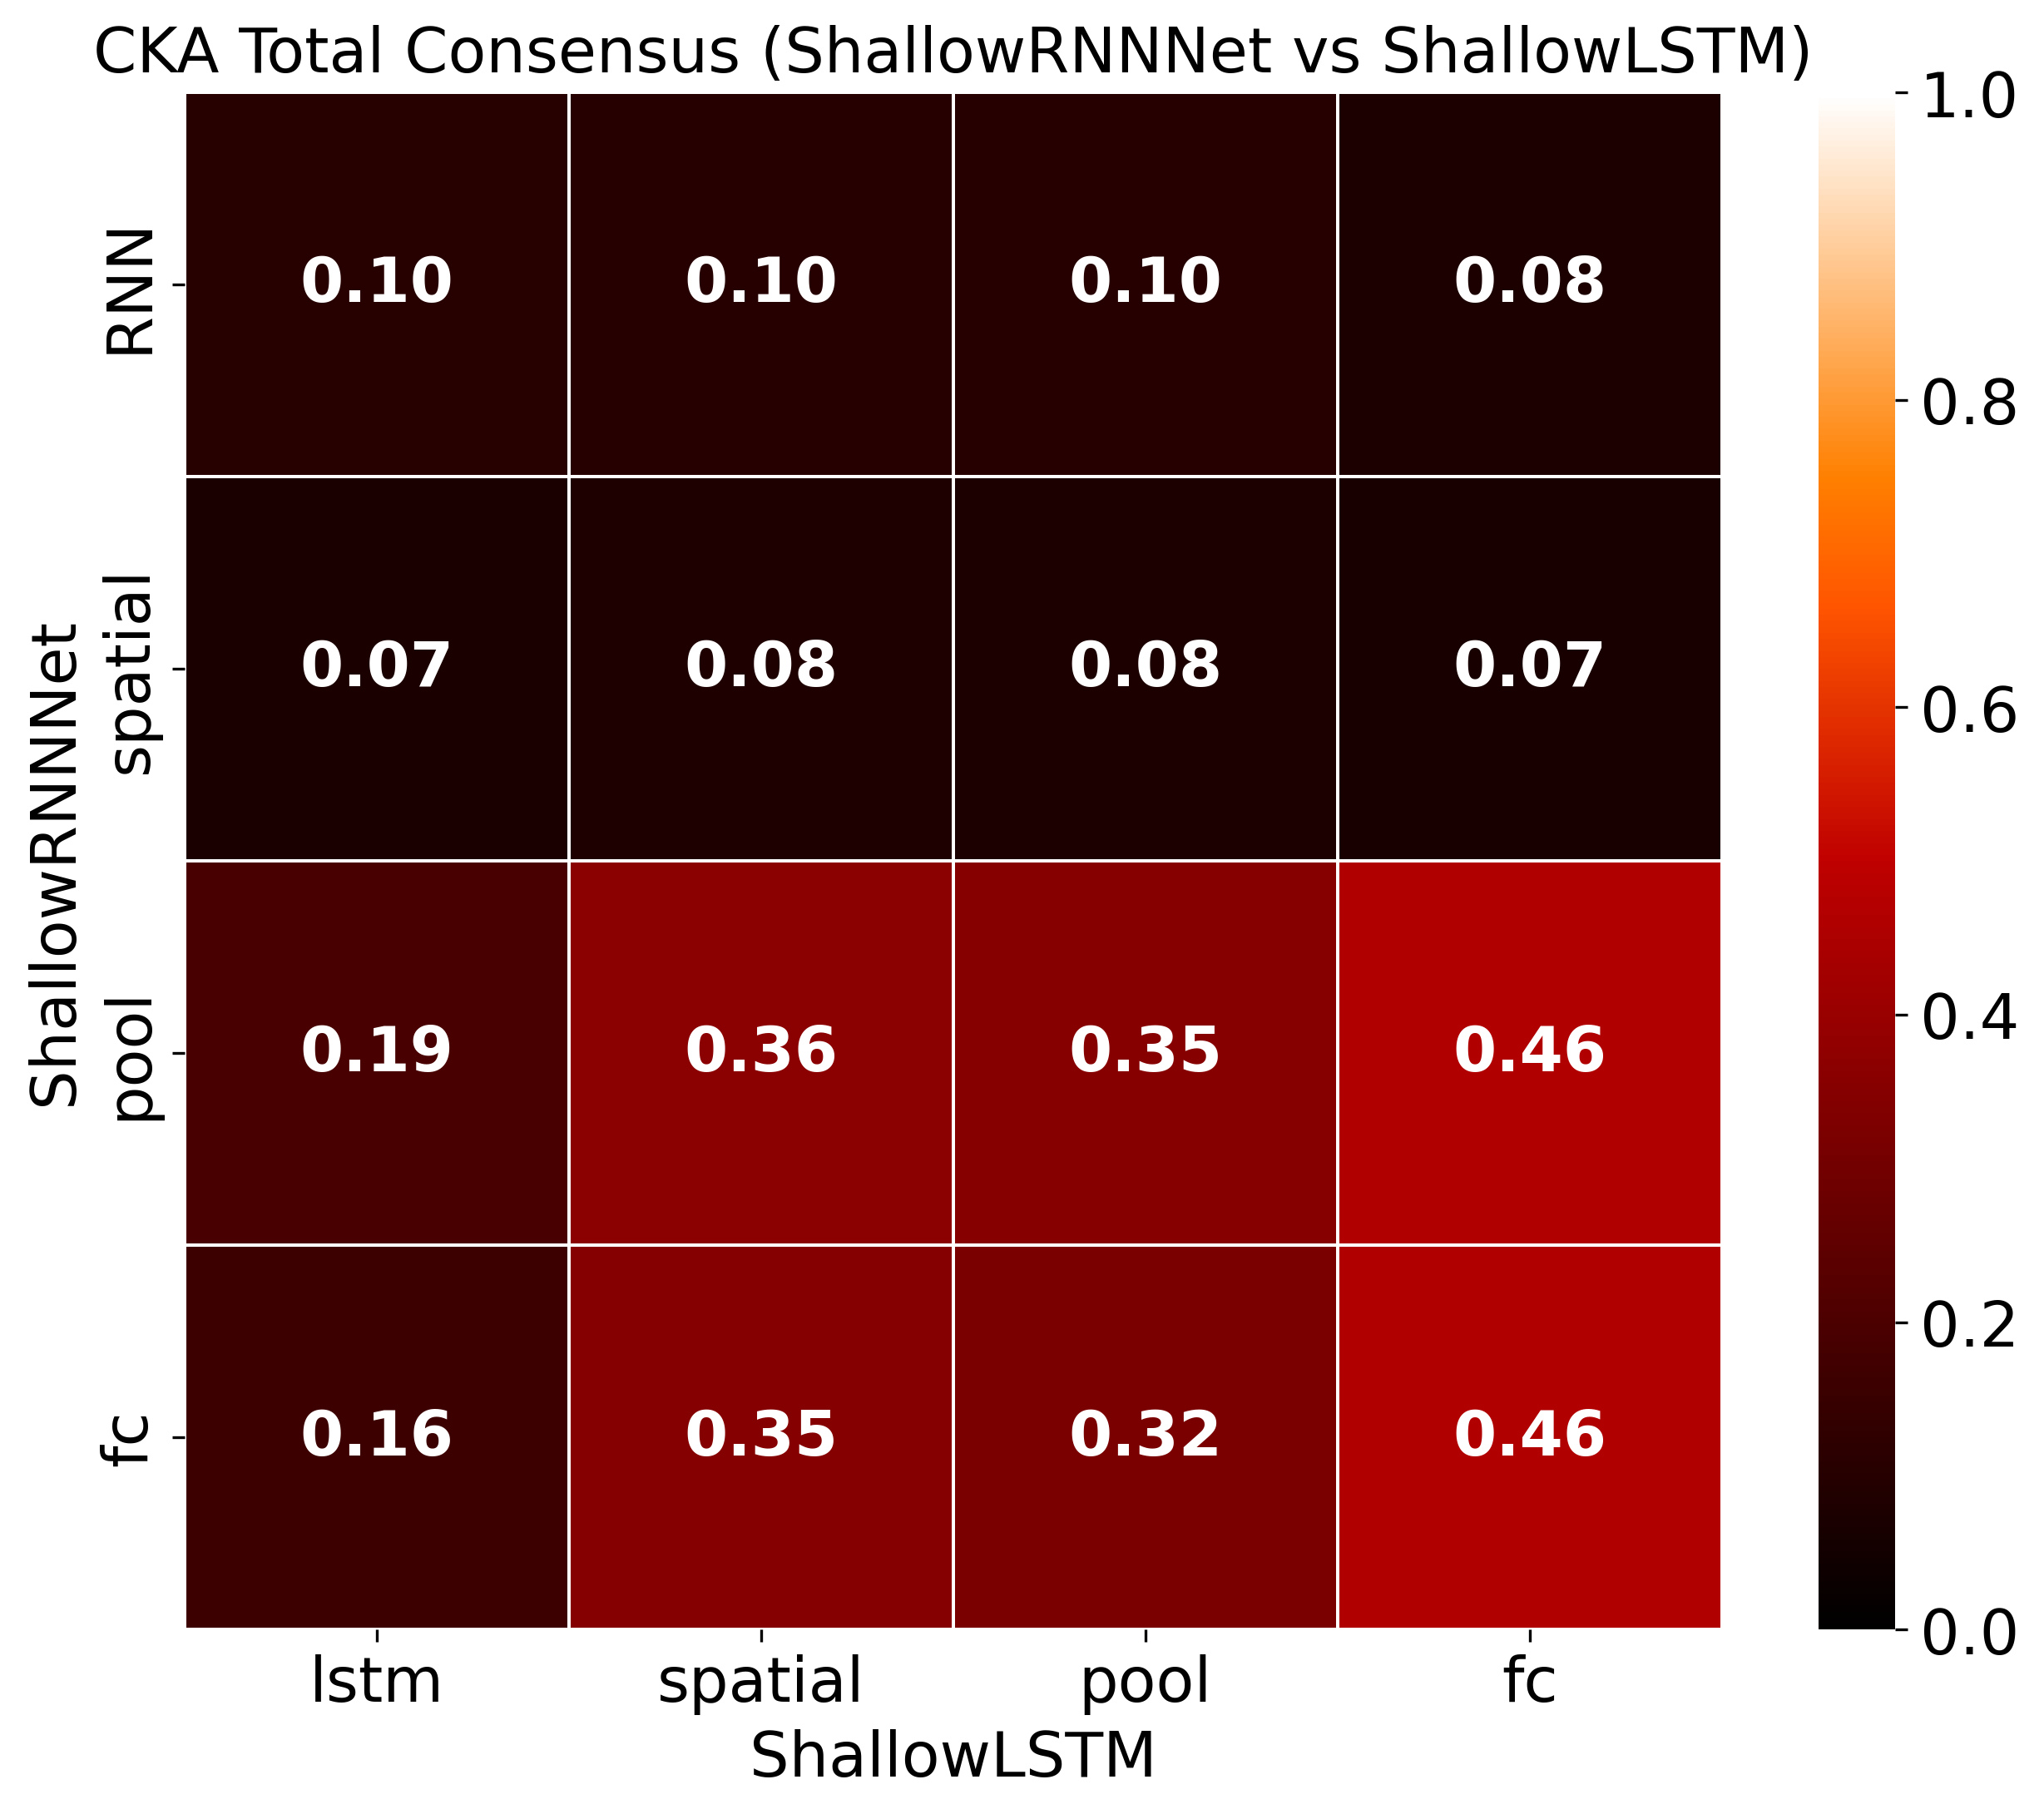 CKA Total Consensus (ShallowRNNNet vs ShallowLSTM)
ShallowRNNNet
RNN 0.10 0.10 0.10 0.08
spatial 0.07 0.08 0.08 0.07
pool 0.19 0.36 0.35 0.46
fc 0.16 0.35 0.32 0.46
lstm spatial pool fc
ShallowLSTM
1.0
0.8
0.6
0.4
0.2
0.0